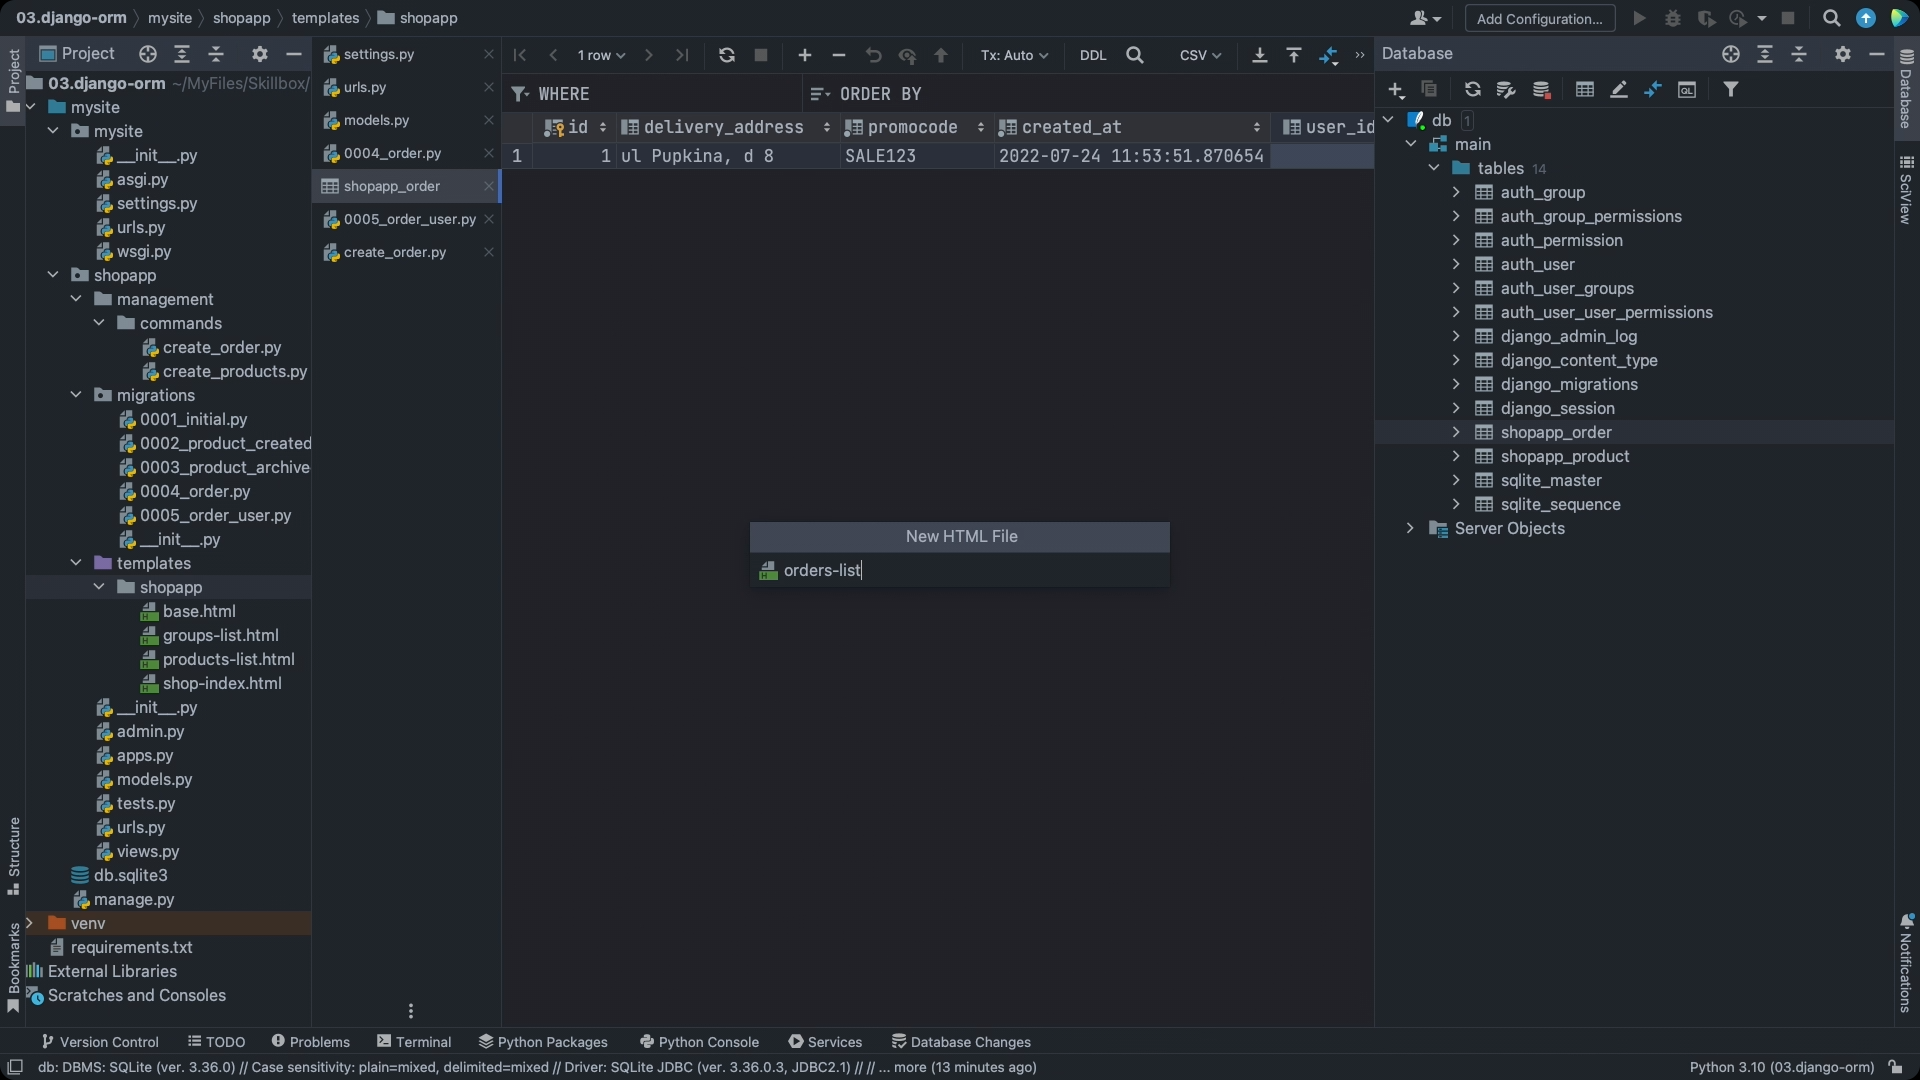 03.django-orm mysite shopapp templates shopapp
Add Configuration...
Project
Project
03.django-orm ~/MyFiles/Skillbox/
mysite
mysite
__init__.py
asgi.py
settings.py
urls.py
wsgi.py
shopapp
management
commands
create_order.py
create_products.py
migrations
0001_initial.py
0002_product_created
0003_product_archive
0004_order.py
0005_order_user.py
__init__.py
templates
shopapp
base.html
groups-list.html
products-list.html
shop-index.html
__init__.py
admin.py
apps.py
models.py
tests.py
urls.py
views.py
db.sqlite3
manage.py
venv
requirements.txt
External Libraries
Scratches and Consoles
Structure
Bookmarks
settings.py
urls.py
models.py
0004_order.py
shopapp_order
0005_order_user.py
create_order.py
1 row Tx: Auto DDL CSV
WHERE ORDER BY
id delivery_address promocode created_at user_id
1 1 ul Pupkina, d 8 SALE123 2022-07-24 11:53:51.870654
New HTML File
orders-list
Database
db 1
main
tables 14
auth_group
auth_group_permissions
auth_permission
auth_user
auth_user_groups
auth_user_user_permissions
django_admin_log
django_content_type
django_migrations
django_session
shopapp_order
shopapp_product
sqlite_master
sqlite_sequence
Server Objects
Database
SciView
Notifications
Version Control TODO Problems Terminal Python Packages Python Console Services Database Changes
db: DBMS: SQLite (ver. 3.36.0) // Case sensitivity: plain=mixed, delimited=mixed // Driver: SQLite JDBC (ver. 3.36.0.3, JDBC2.1) // // ... more (13 minutes ago) Python 3.10 (03.django-orm)